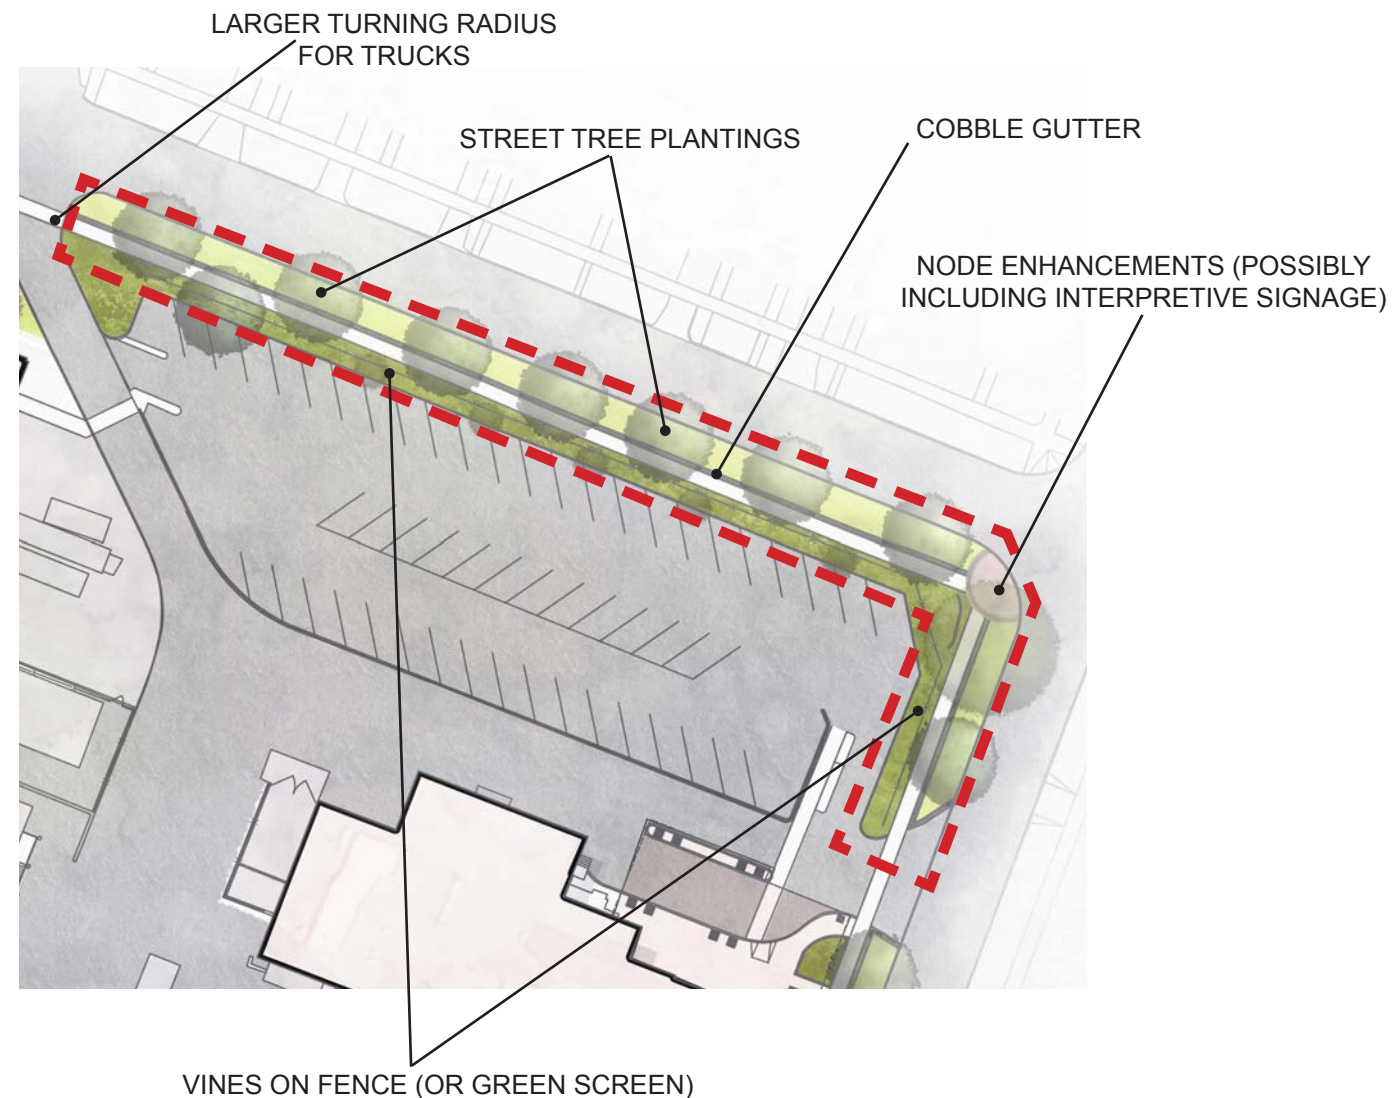 LARGER TURNING RADIUS
FOR TRUCKS
STREET TREE PLANTINGS
COBBLE GUTTER
NODE ENHANCEMENTS (POSSIBLY
INCLUDING INTERPRETIVE SIGNAGE)
VINES ON FENCE (OR GREEN SCREEN)